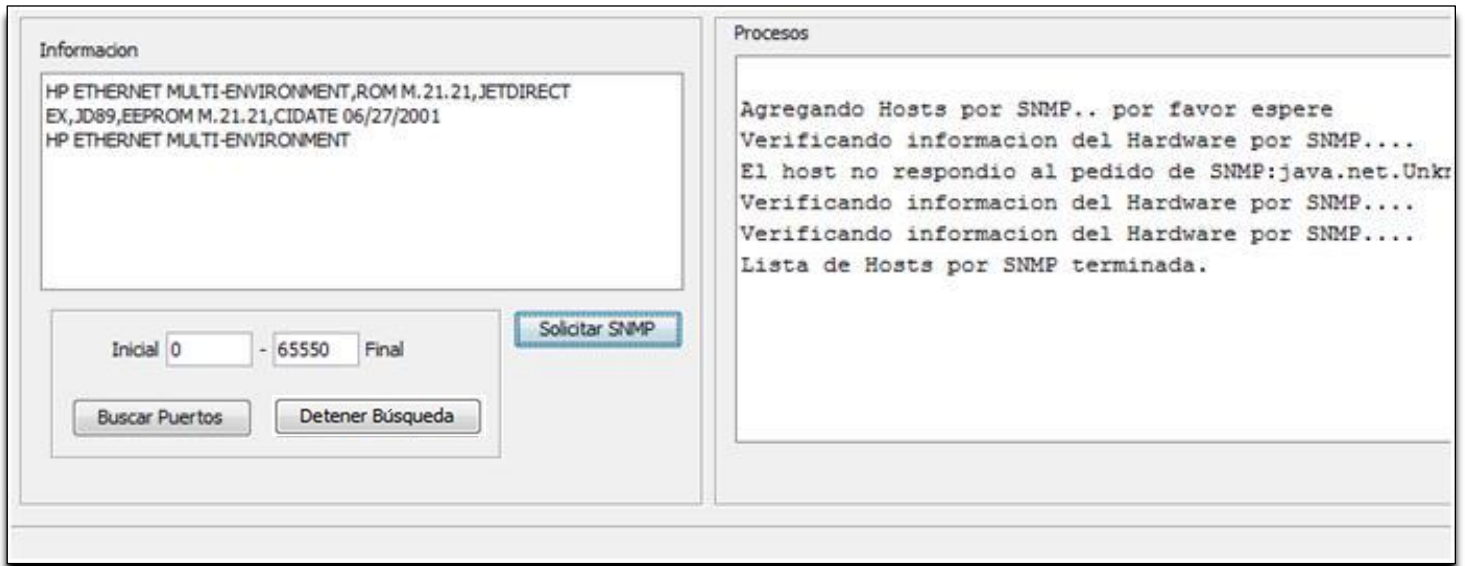 Informacion
HP ETHERNET MULTI-ENVIRONMENT,ROM M.21.21,JETDIRECT
EX,JD89,EEPROM M.21.21,CIDATE 06/27/2001
HP ETHERNET MULTI-ENVIRONMENT
Inicial 0 - 65550 Final
Solicitar SNMP
Buscar Puertos Detener Búsqueda
Procesos
Agregando Hosts por SNMP.. por favor espere
Verificando informacion del Hardware por SNMP....
El host no respondio al pedido de SNMP:java.net.Unkn
Verificando informacion del Hardware por SNMP....
Verificando informacion del Hardware por SNMP....
Lista de Hosts por SNMP terminada.